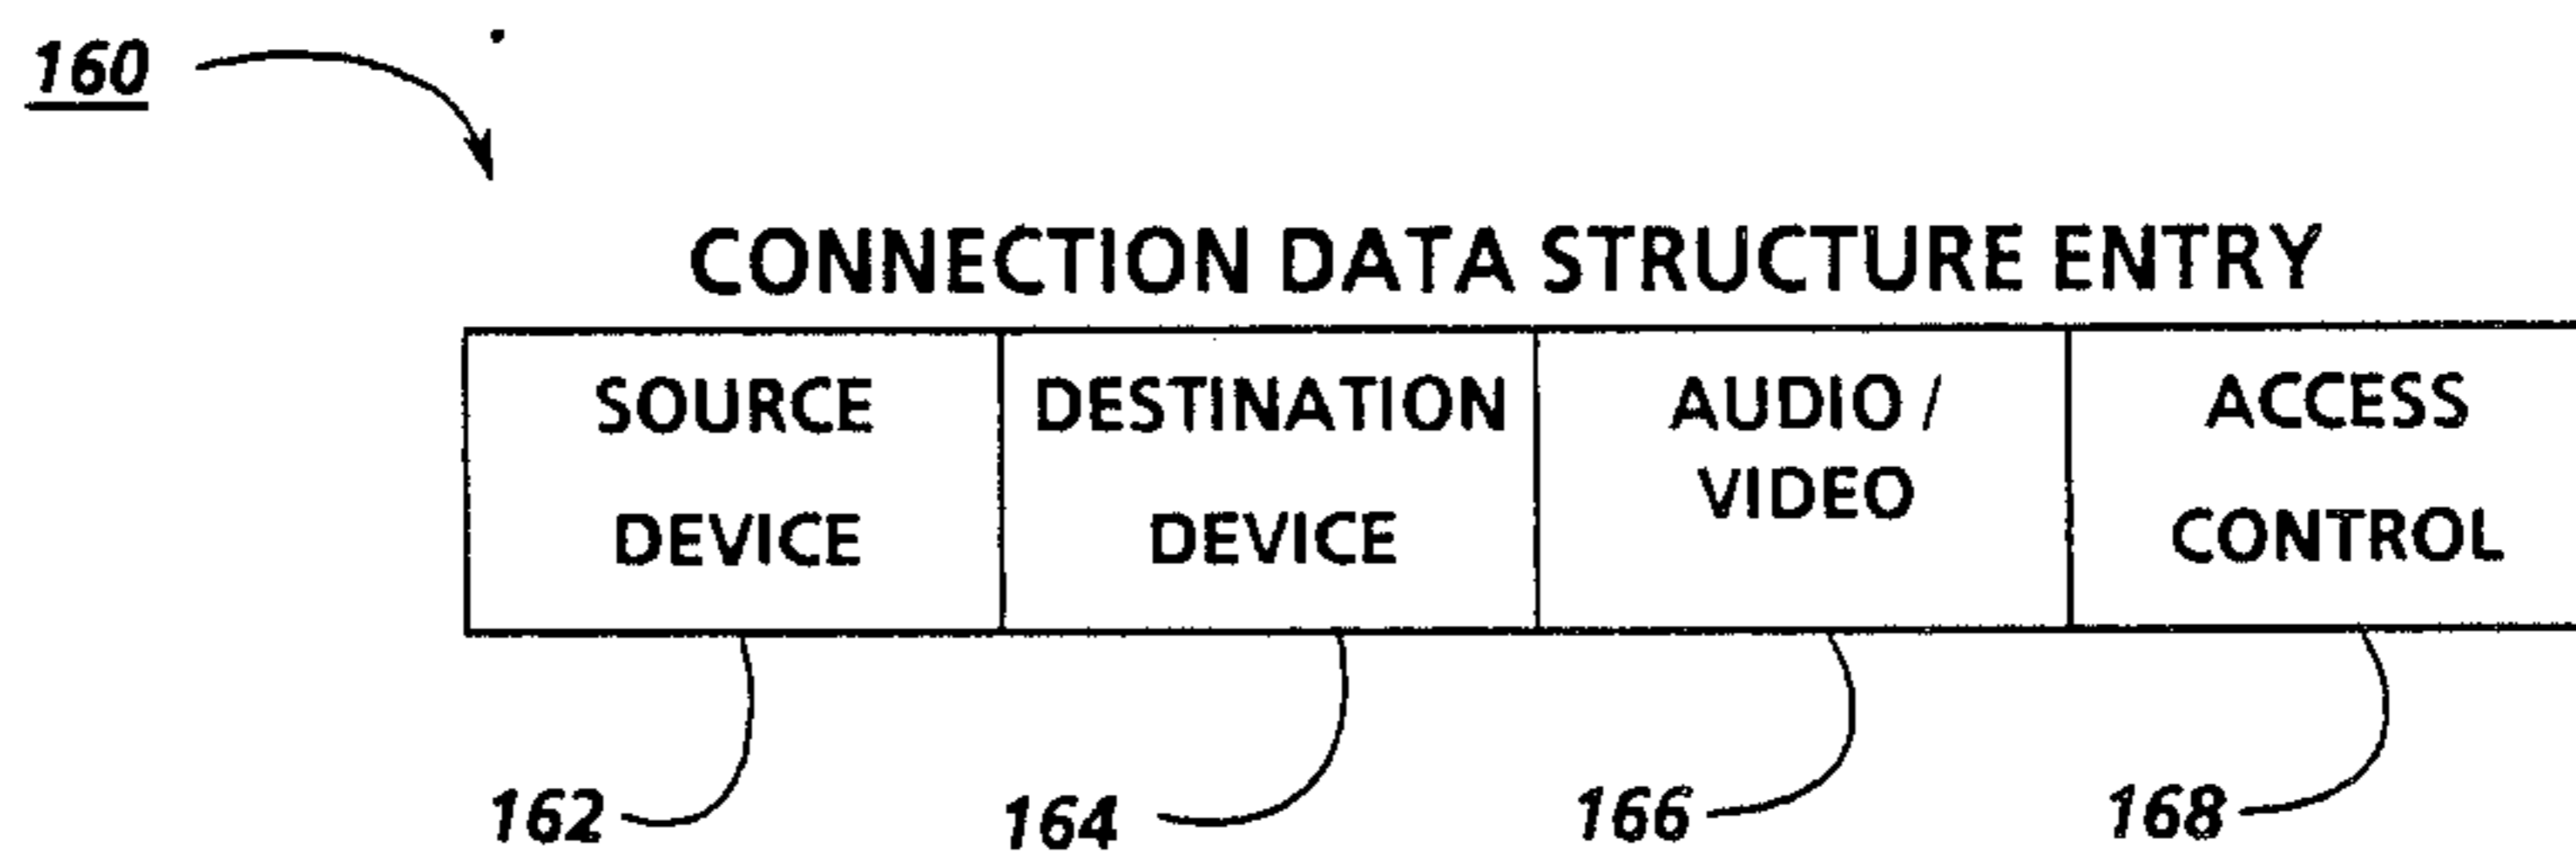 160
CONNECTION DATA STRUCTURE ENTRY
SOURCE DEVICE
DESTINATION DEVICE
AUDIO /
VIDEO
ACCESS
CONTROL
162
164
166
168